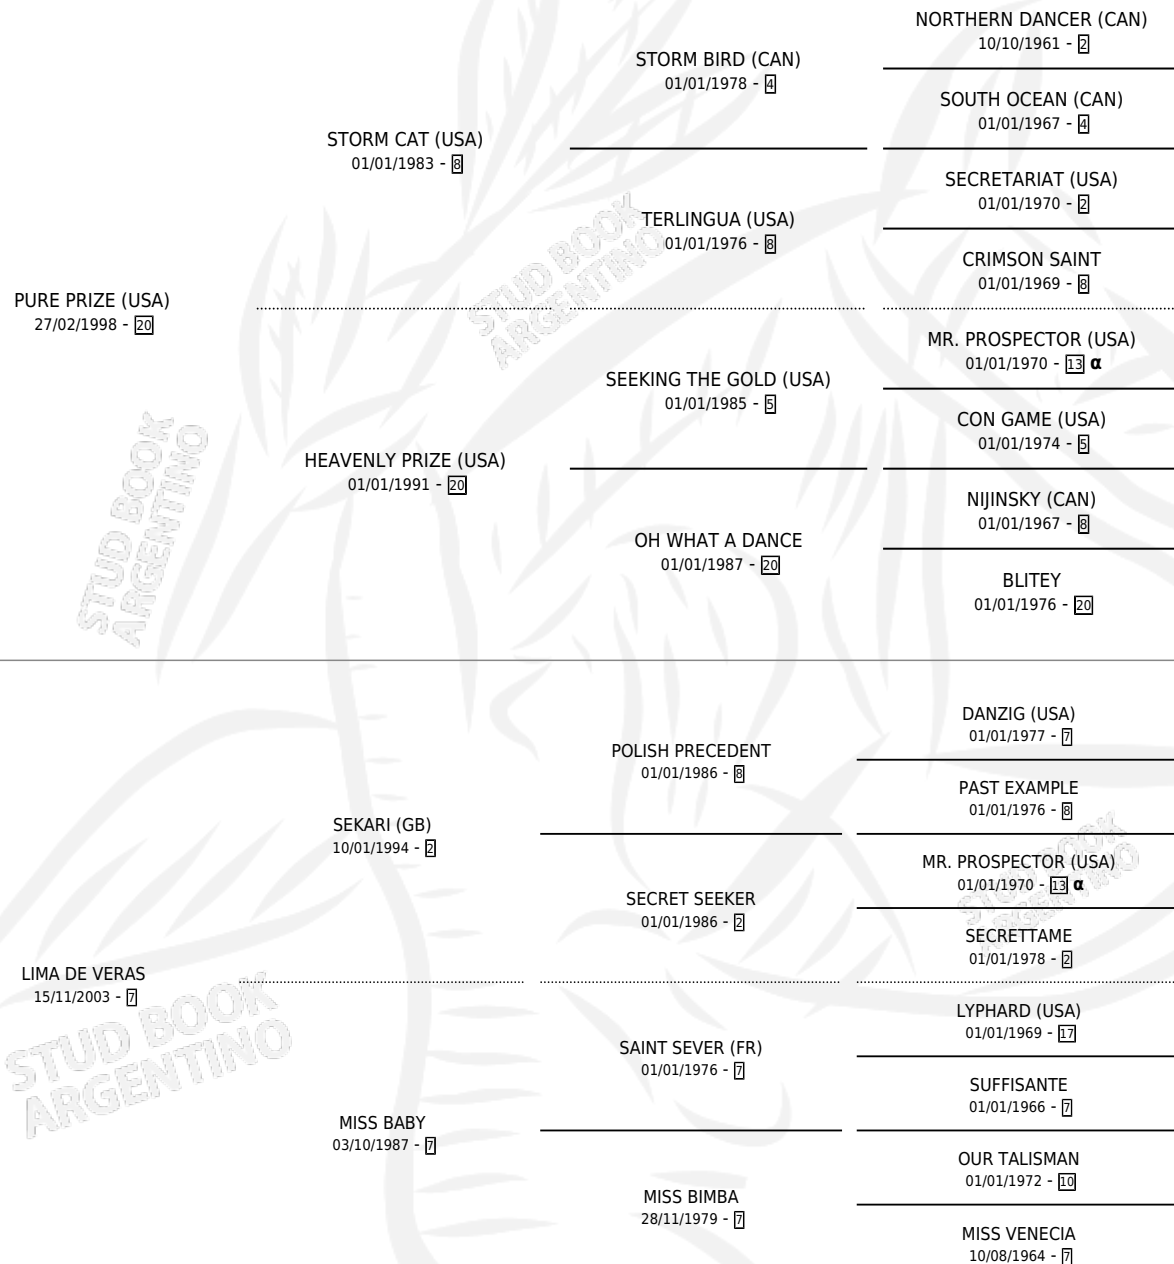 NORTHERN DANCER (CAN)
10/10/1961 - 2
STORM BIRD (CAN)
01/01/1978 - 4
SOUTH OCEAN (CAN)
01/01/1967 - 4
STORM CAT (USA)
01/01/1983 - 8
SECRETARIAT (USA)
01/01/1970 - 2
TERLINGUA (USA)
01/01/1976 - 8
CRIMSON SAINT
01/01/1969 - 8
PURE PRIZE (USA)
27/02/1998 - 20
MR. PROSPECTOR (USA)
01/01/1970 - 13 α
SEEKING THE GOLD (USA)
01/01/1985 - 5
CON GAME (USA)
01/01/1974 - 5
HEAVENLY PRIZE (USA)
01/01/1991 - 20
NIJINSKY (CAN)
01/01/1967 - 8
OH WHAT A DANCE
01/01/1987 - 20
BLITEY
01/01/1976 - 20
DANZIG (USA)
01/01/1977 - 7
POLISH PRECEDENT
01/01/1986 - 8
PAST EXAMPLE
01/01/1976 - 8
SEKARI (GB)
10/01/1994 - 2
MR. PROSPECTOR (USA)
01/01/1970 - 13 α
SECRET SEEKER
01/01/1986 - 2
SECRETTAME
01/01/1978 - 2
LIMA DE VERAS
15/11/2003 - 7
LYPHARD (USA)
01/01/1969 - 17
SAINT SEVER (FR)
01/01/1976 - 7
SUFFISANTE
01/01/1966 - 7
MISS BABY
03/10/1987 - 7
OUR TALISMAN
01/01/1972 - 10
MISS BIMBA
28/11/1979 - 7
MISS VENECIA
10/08/1964 - 7
STUD BOOK
ARGENTINO
STUD BOOK
ARGENTINO
STUD BOOK
ARGENTINO
STUD BOOK
ARGENTINO